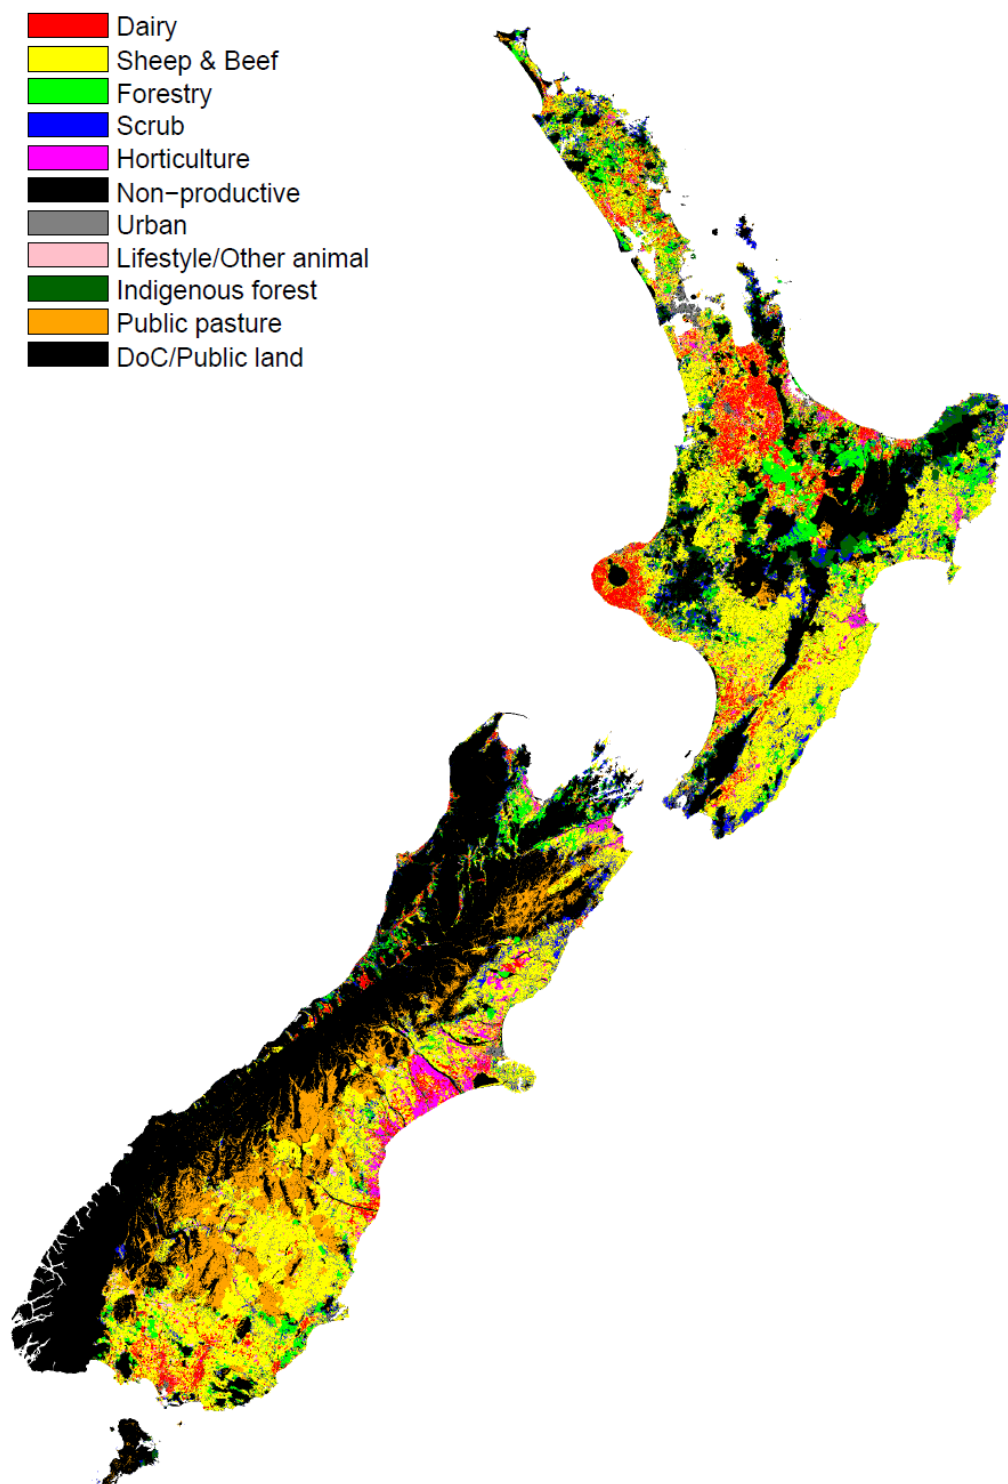 Dairy
Sheep & Beef
Forestry
Scrub
Horticulture
Non−productive
Urban
Lifestyle/Other animal
Indigenous forest
Public pasture
DoC/Public land